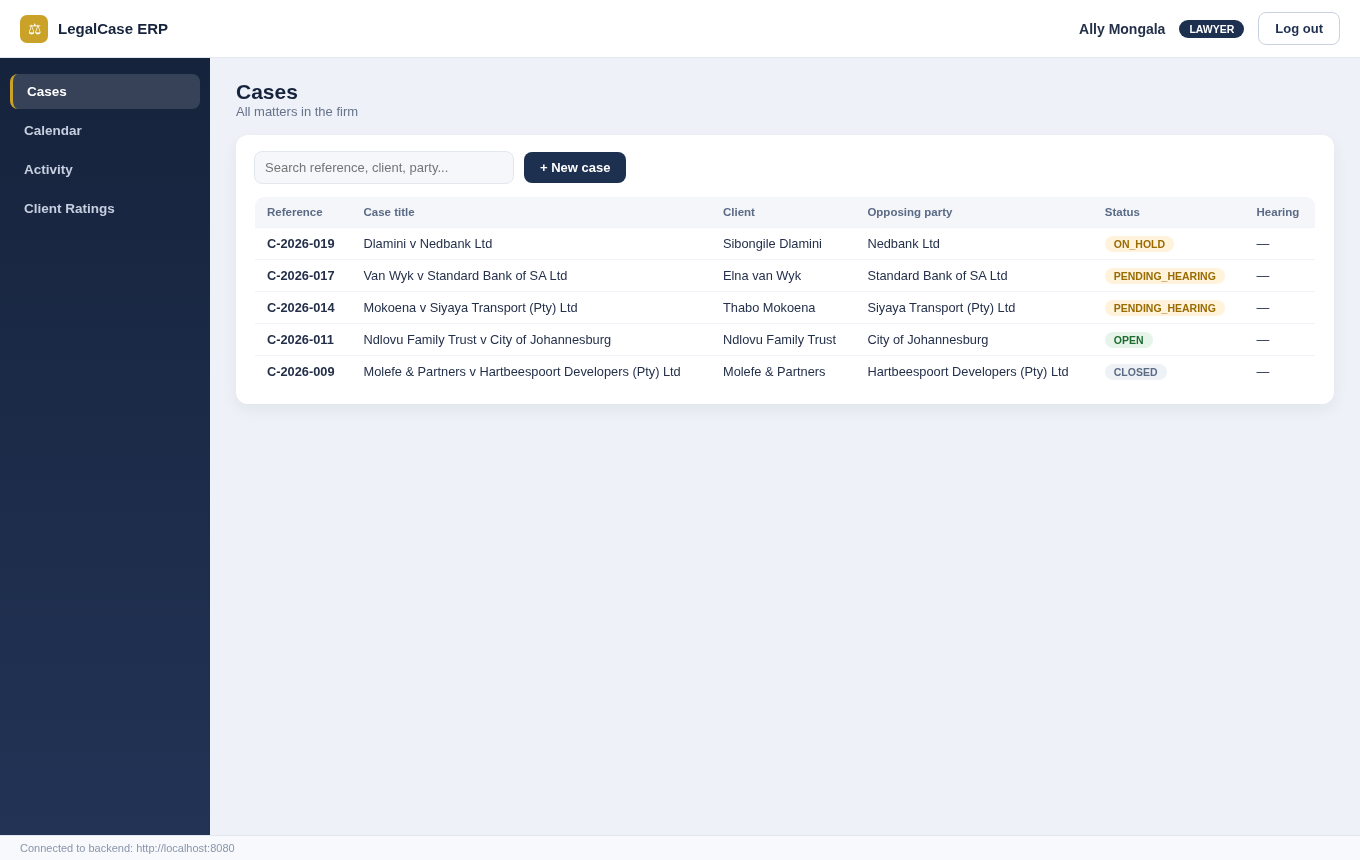 ⚖ LegalCase ERP
Ally Mongala LAWYER Log out
Cases
Calendar
Activity
Client Ratings
Cases
All matters in the firm
Search reference, client, party...
+ New case
Reference Case title Client Opposing party Status Hearing
C-2026-019 Dlamini v Nedbank Ltd Sibongile Dlamini Nedbank Ltd ON_HOLD —
C-2026-017 Van Wyk v Standard Bank of SA Ltd Elna van Wyk Standard Bank of SA Ltd PENDING_HEARING —
C-2026-014 Mokoena v Siyaya Transport (Pty) Ltd Thabo Mokoena Siyaya Transport (Pty) Ltd PENDING_HEARING —
C-2026-011 Ndlovu Family Trust v City of Johannesburg Ndlovu Family Trust City of Johannesburg OPEN —
C-2026-009 Molefe & Partners v Hartbeespoort Developers (Pty) Ltd Molefe & Partners Hartbeespoort Developers (Pty) Ltd CLOSED —
Connected to backend: http://localhost:8080